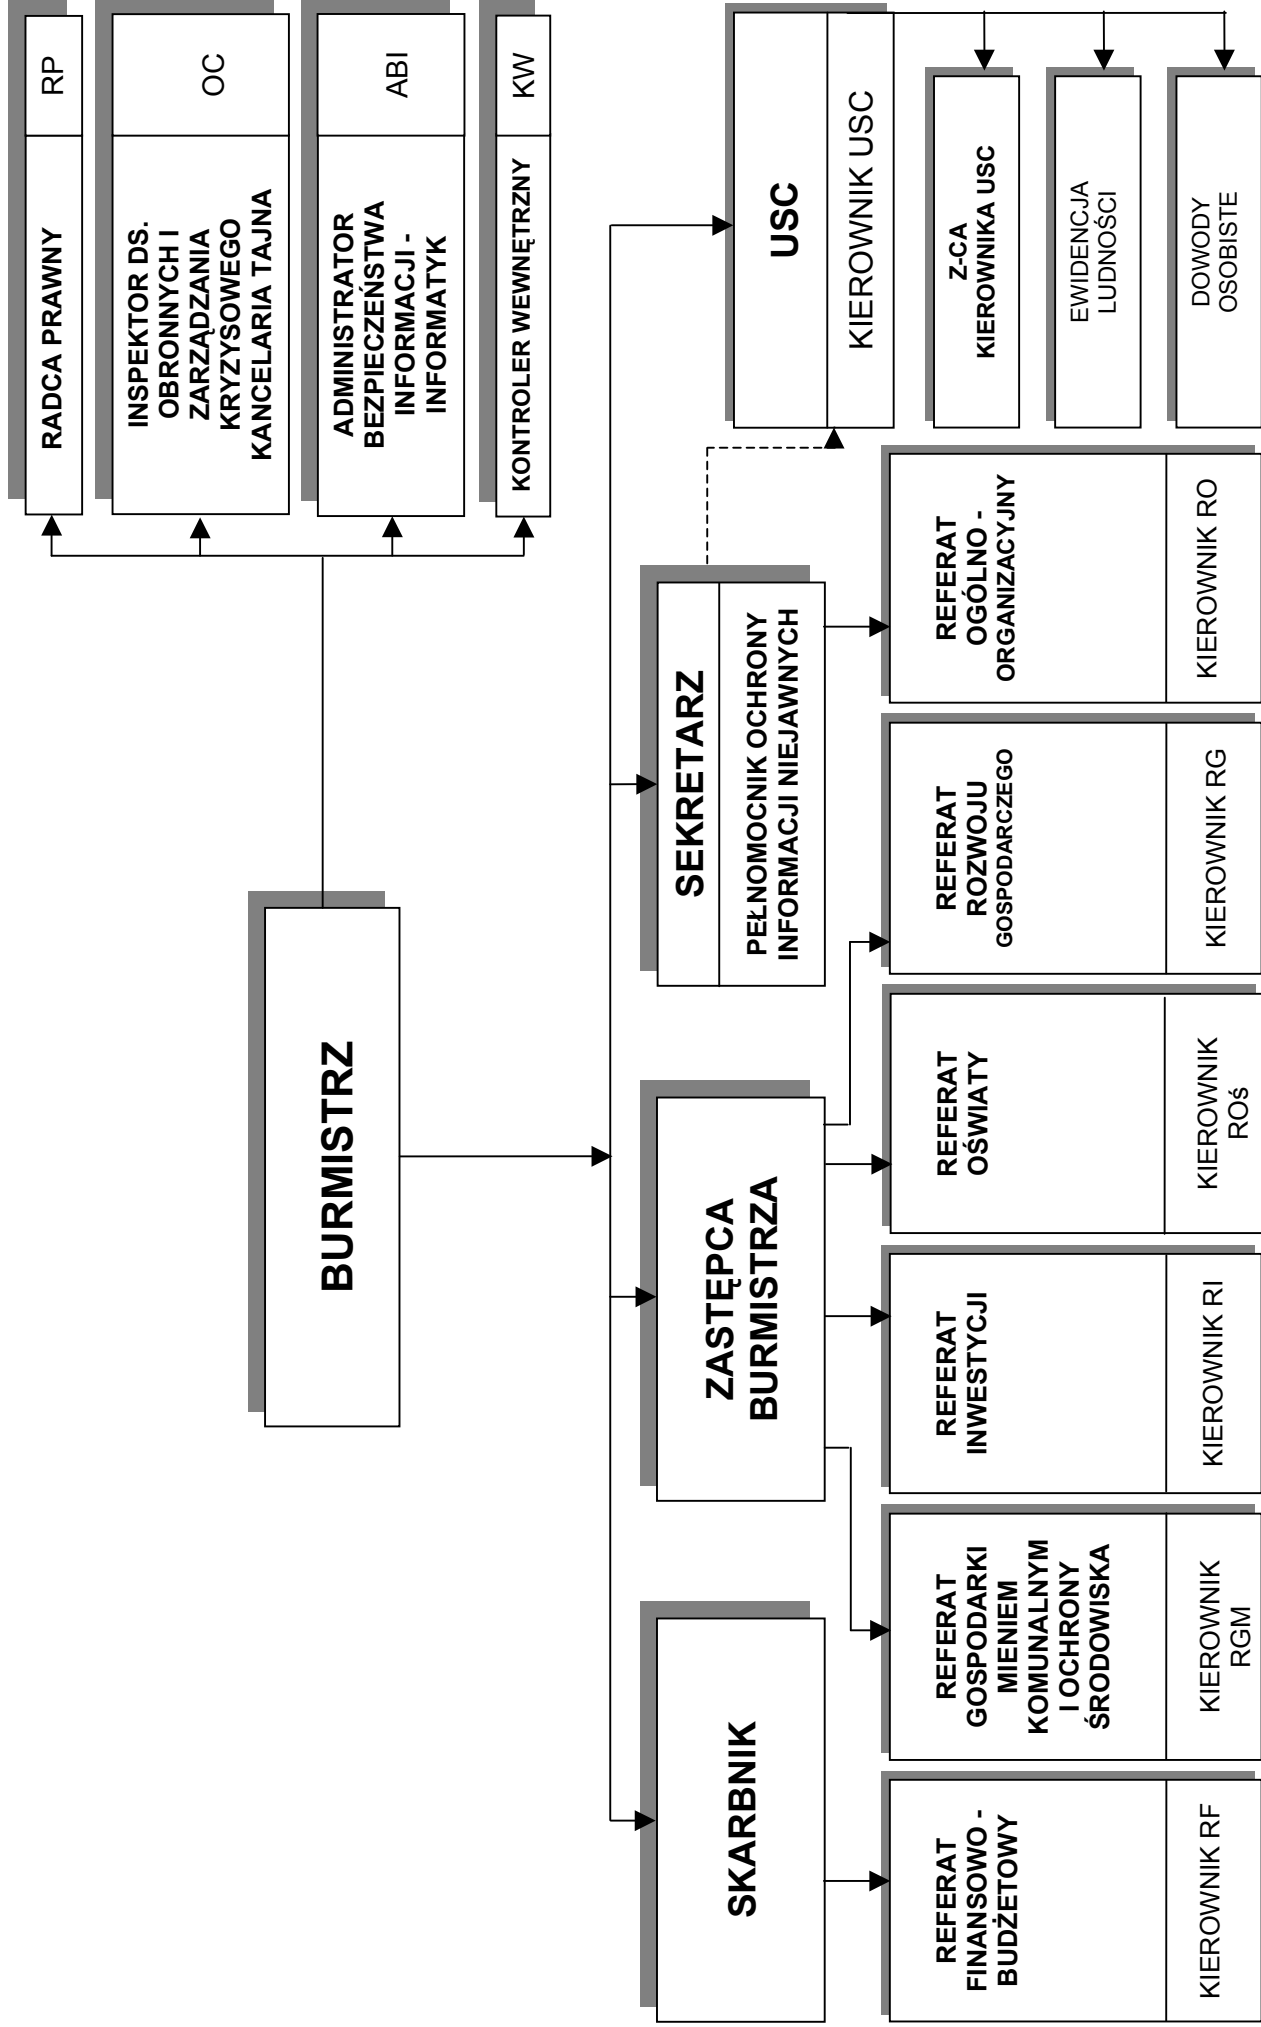 RADCA PRAWNY
RP
INSPEKTOR DS.
OBRONNYCH I
ZARZĄDZANIA
KRYZYSOWEGO
KANCELARIA TAJNA
OC
ADMINISTRATOR
BEZPIECZEŃSTWA
INFORMACJI -
INFORMATYK
ABI
KONTROLER WEWNĘTRZNY
KW
BURMISTRZ
SKARBNIK
ZASTĘPCA
BURMISTRZA
SEKRETARZ
PEŁNOMOCNIK OCHRONY
INFORMACJI NIEJAWNYCH
USC
KIEROWNIK USC
REFERAT
FINANSOWO -
BUDŻETOWY
KIEROWNIK RF
REFERAT
GOSPODARKI
MIENIEM
KOMUNALNYM
I OCHRONY
ŚRODOWISKA
KIEROWNIK
RGM
REFERAT
INWESTYCJI
KIEROWNIK RI
REFERAT
OŚWIATY
KIEROWNIK
ROś
REFERAT
ROZWOJU
GOSPODARCZEGO
KIEROWNIK RG
REFERAT
OGÓLNO -
ORGANIZACYJNY
KIEROWNIK RO
Z-CA
KIEROWNIKA USC
EWIDENCJA
LUDNOŚCI
DOWODY
OSOBISTE